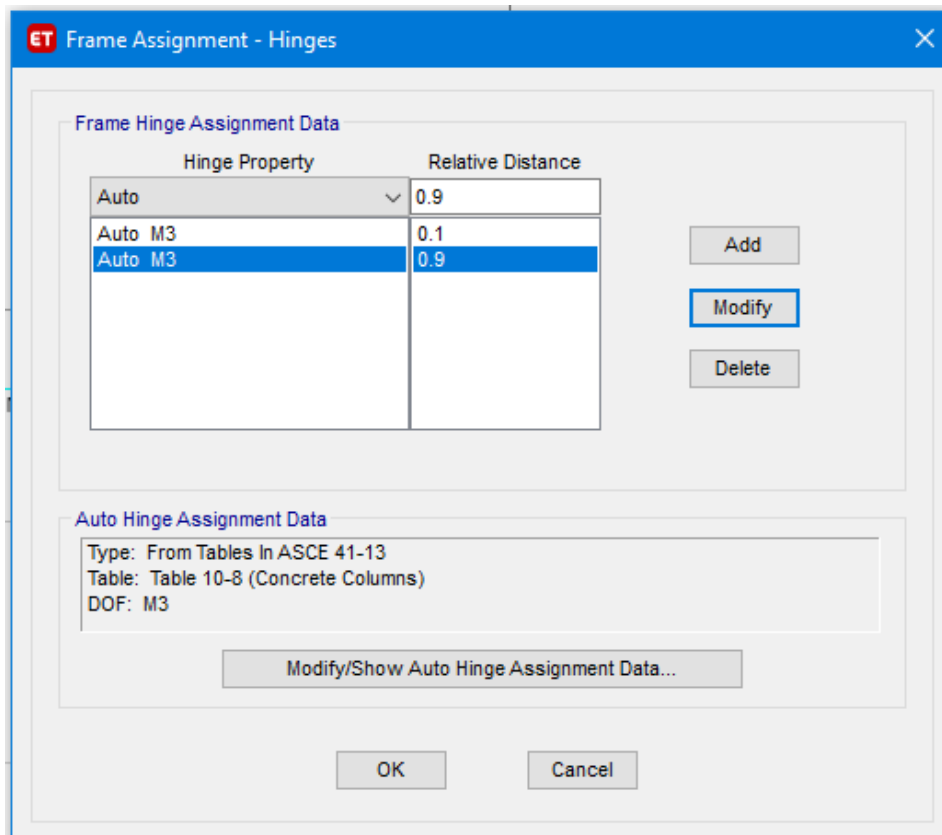 ET Frame Assignment - Hinges
Frame Hinge Assignment Data
Hinge Property Relative Distance
Auto 0.9
Auto M3 0.1
Auto M3 0.9
Add
Modify
Delete
Auto Hinge Assignment Data
Type: From Tables In ASCE 41-13
Table: Table 10-8 (Concrete Columns)
DOF: M3
Modify/Show Auto Hinge Assignment Data...
OK Cancel